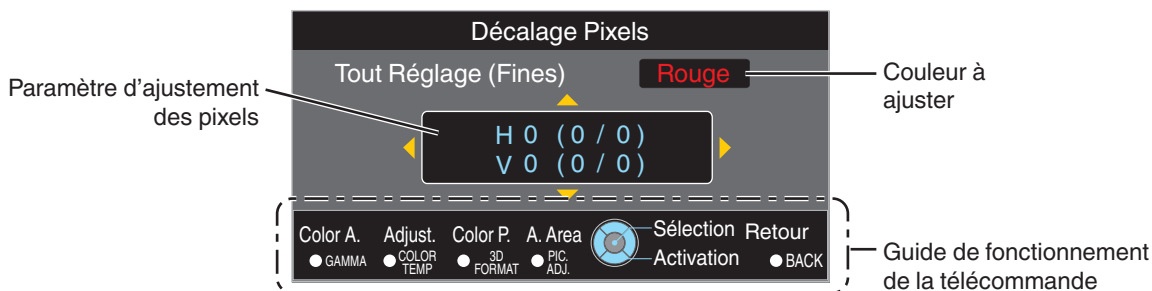 Décalage Pixels
Tout Réglage (Fines) Rouge
Paramètre d'ajustement
des pixels
Couleur à
ajuster
H 0 (0 / 0)
V 0 (0 / 0)
Color A. Adjust. Color P. A. Area Sélection Retour
GAMMA COLOR TEMP 3D FORMAT PIC. ADJ. Activation BACK
Guide de fonctionnement
de la télécommande